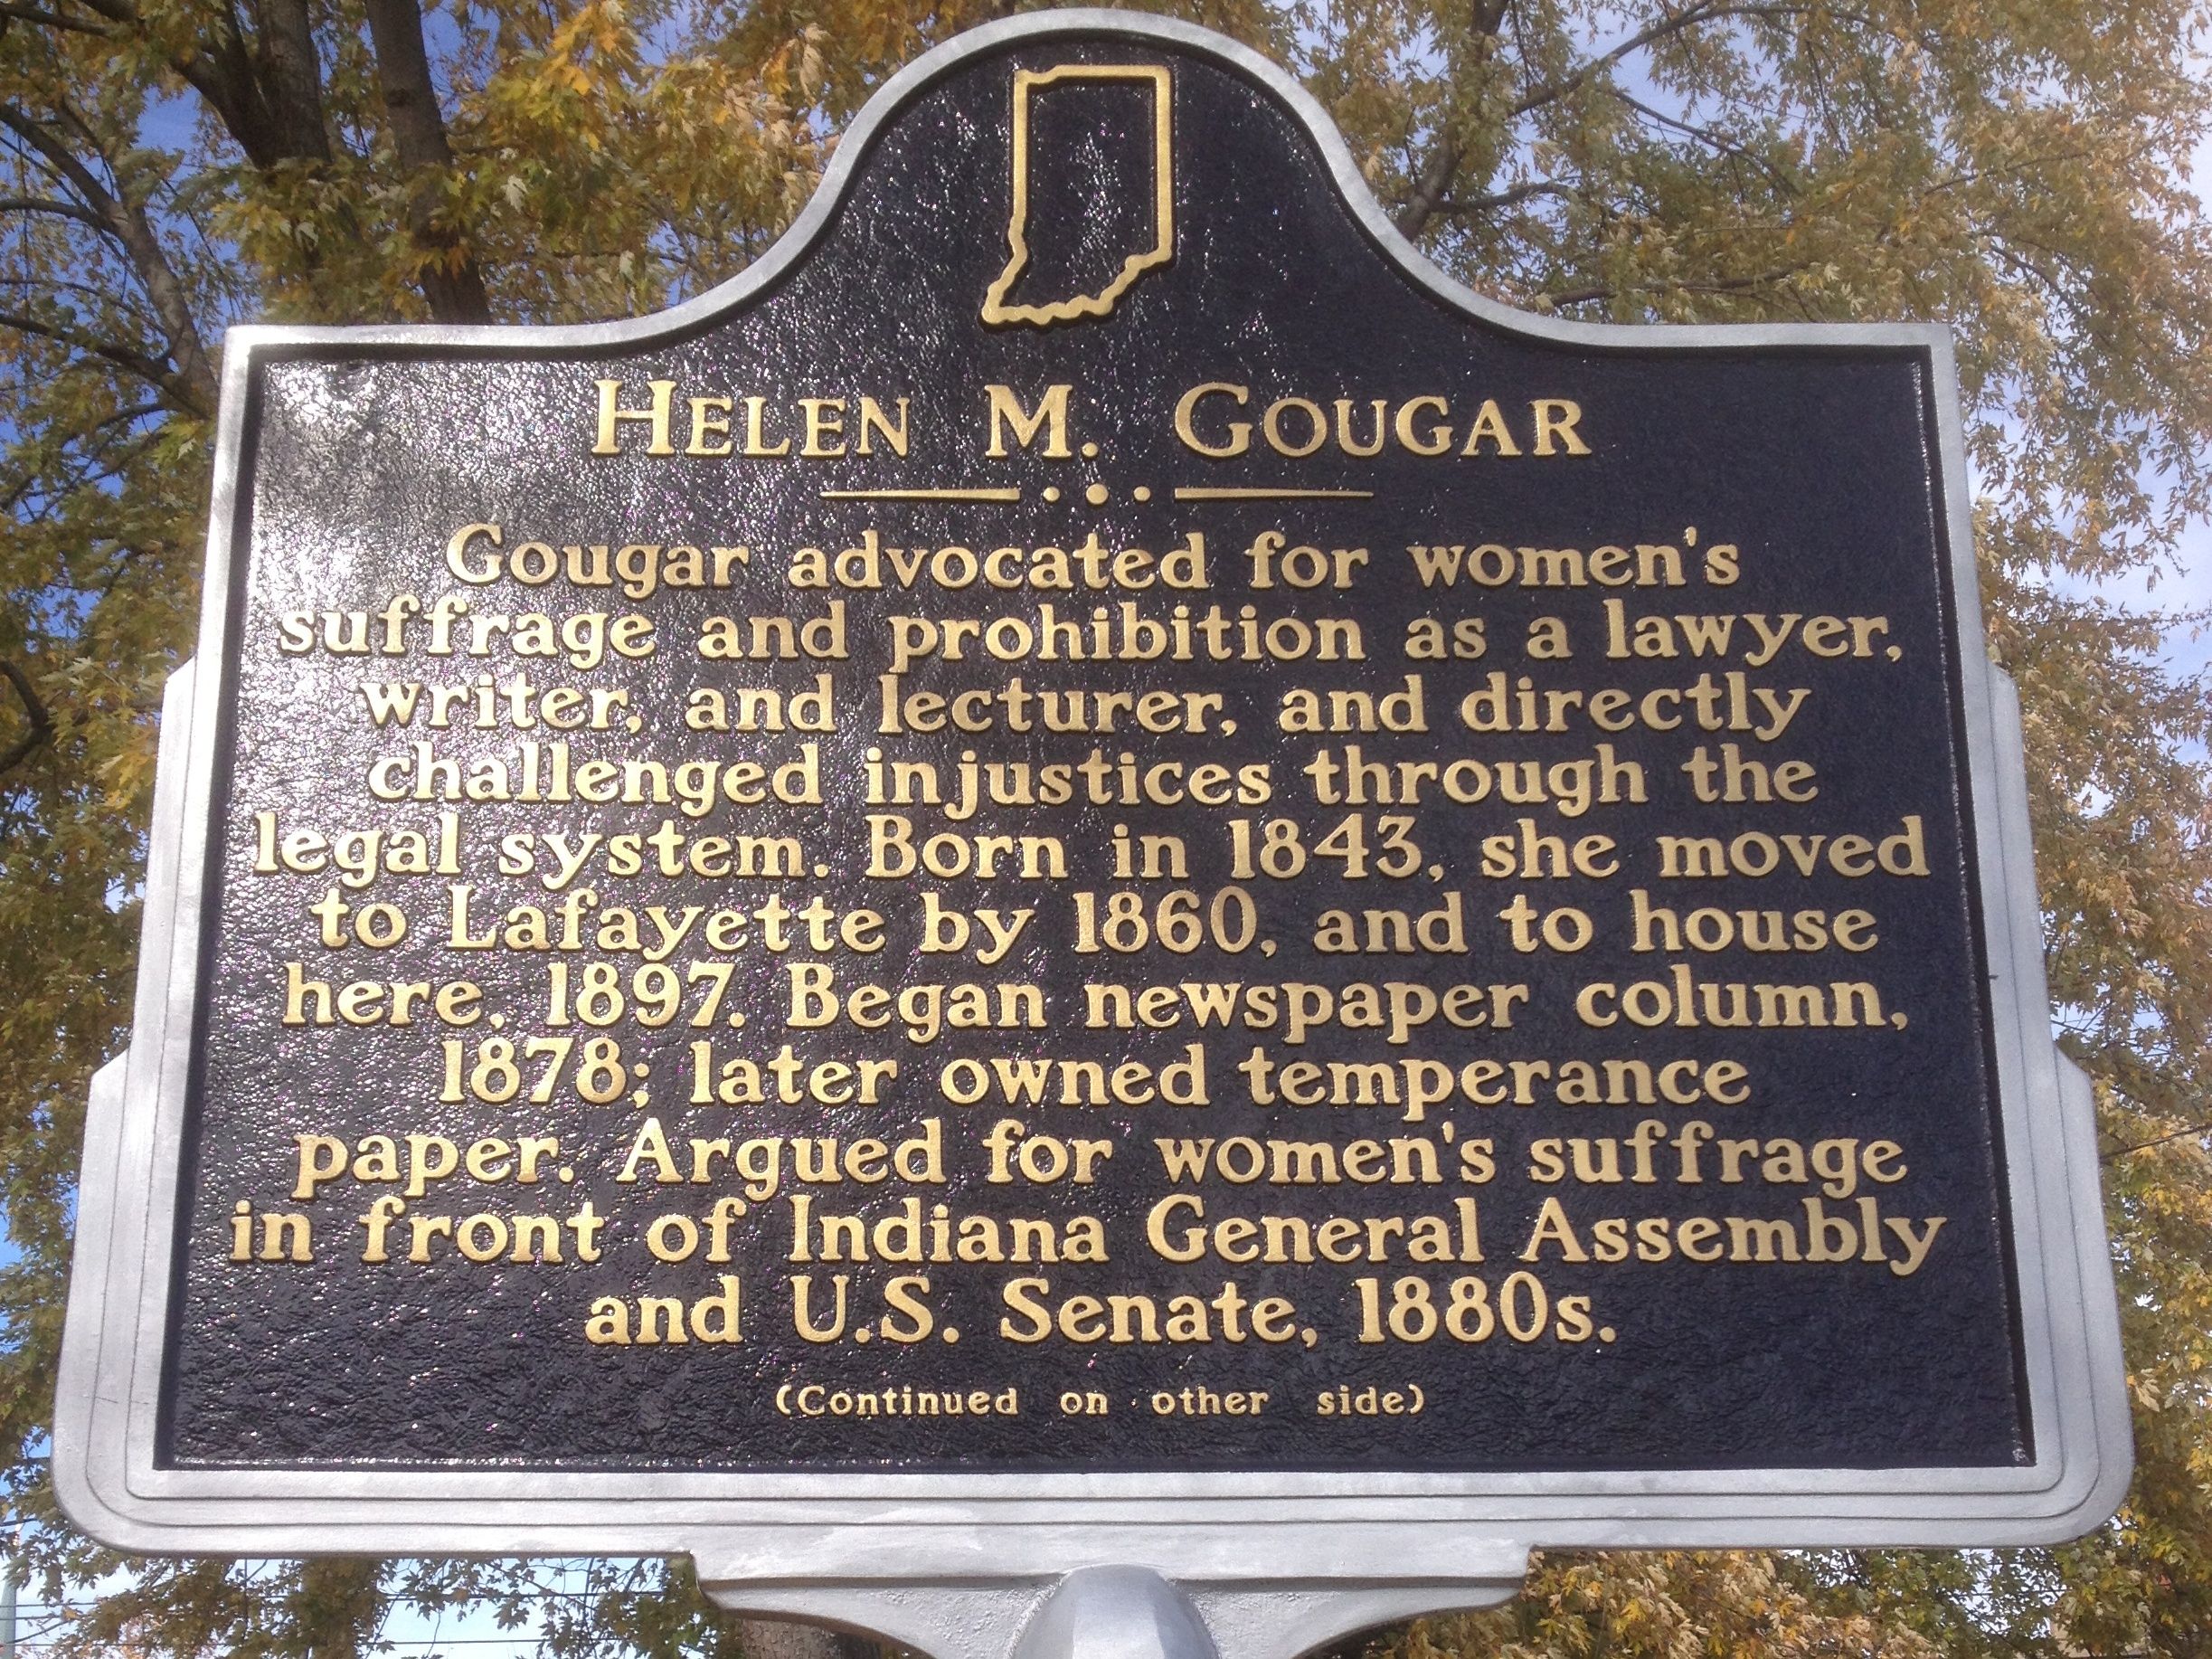 HELEN M. GOUGAR
Gougar advocated for women's
suffrage and prohibition as a lawyer,
writer, and lecturer, and directly
challenged injustices through the
legal system. Born in 1843, she moved
to Lafayette by 1860, and to house
here, 1897. Began newspaper column,
1878; later owned temperance
paper. Argued for women's suffrage
in front of Indiana General Assembly
and U.S. Senate, 1880s.
(Continued on other side)